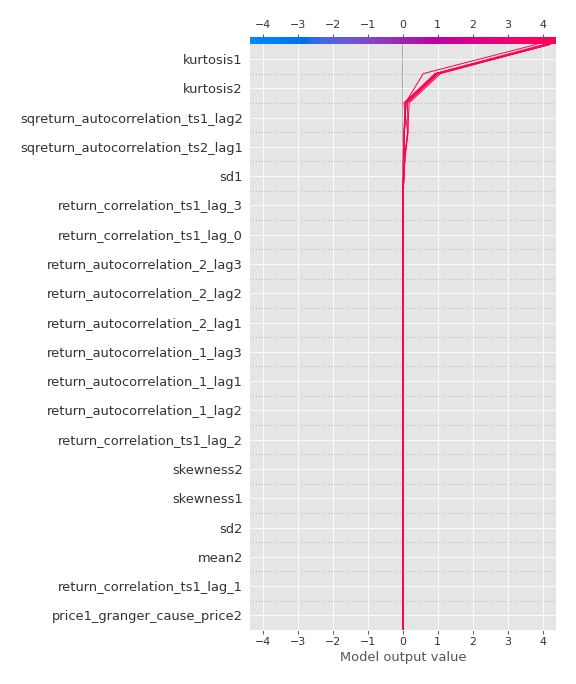 −4 −3 −2 −1 0 1 2 3 4
kurtosis1
kurtosis2
sqreturn_autocorrelation_ts1_lag2
sqreturn_autocorrelation_ts2_lag1
sd1
return_correlation_ts1_lag_3
return_correlation_ts1_lag_0
return_autocorrelation_2_lag3
return_autocorrelation_2_lag2
return_autocorrelation_2_lag1
return_autocorrelation_1_lag3
return_autocorrelation_1_lag1
return_autocorrelation_1_lag2
return_correlation_ts1_lag_2
skewness2
skewness1
sd2
mean2
return_correlation_ts1_lag_1
price1_granger_cause_price2
−4 −3 −2 −1 0 1 2 3 4
Model output value